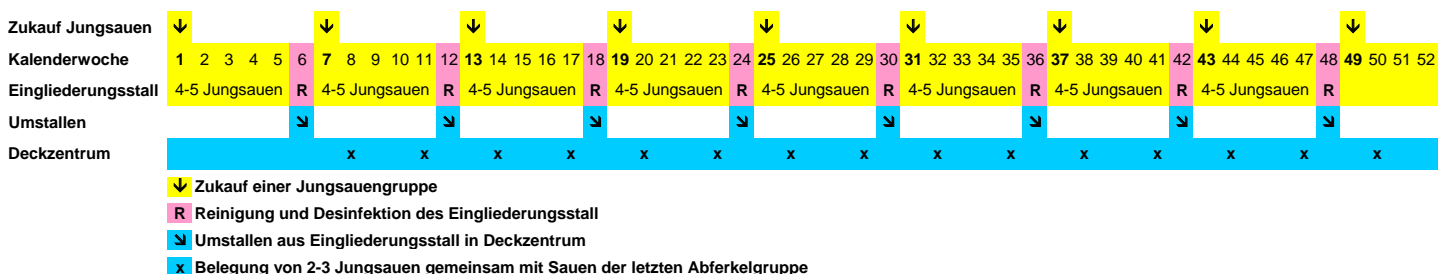 Zukauf Jungsauen ↓ ↓ ↓ ↓ ↓ ↓ ↓ ↓ ↓
Kalenderwoche 1 2 3 4 5 6 7 8 9 10 11 12 13 14 15 16 17 18 19 20 21 22 23 24 25 26 27 28 29 30 31 32 33 34 35 36 37 38 39 40 41 42 43 44 45 46 47 48 49 50 51 52
Eingliederungsstall 4-5 Jungsauen R 4-5 Jungsauen R 4-5 Jungsauen R 4-5 Jungsauen R 4-5 Jungsauen R 4-5 Jungsauen R 4-5 Jungsauen R 4-5 Jungsauen R
Umstallen ↘ ↘ ↘ ↘ ↘ ↘ ↘ ↘
Deckzentrum x x x x x x x x x x x x x x x
↓ Zukauf einer Jungsauengruppe
R Reinigung und Desinfektion des Eingliederungsstall
↘ Umstallen aus Eingliederungsstall in Deckzentrum
x Belegung von 2-3 Jungsauen gemeinsam mit Sauen der letzten Abferkelgruppe